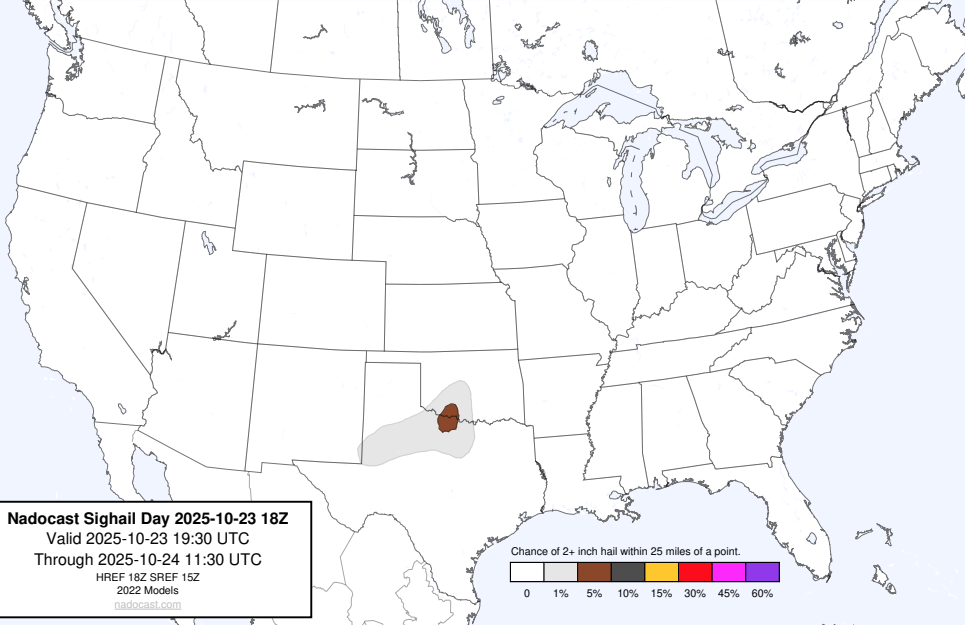 Nadocast Sighail Day 2025-10-23 18Z
Valid 2025-10-23 19:30 UTC
Through 2025-10-24 11:30 UTC
HREF 18Z SREF 15Z
2022 Models
nadocast.com
Chance of 2+ inch hail within 25 miles of a point.
0 1% 5% 10% 15% 30% 45% 60%